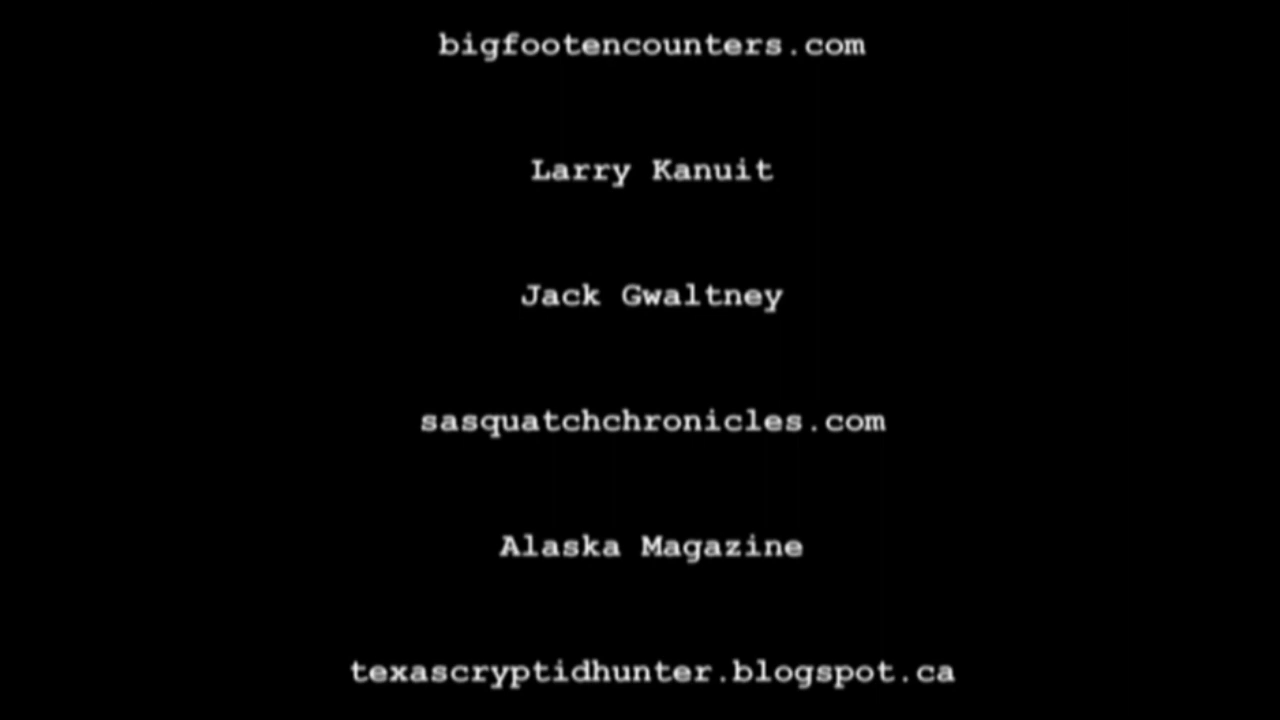 bigfootencounters.com
Larry Kanuit
Jack Gwaltney
sasquatchchronicles.com
Alaska Magazine
texascryptidhunter.blogspot.ca